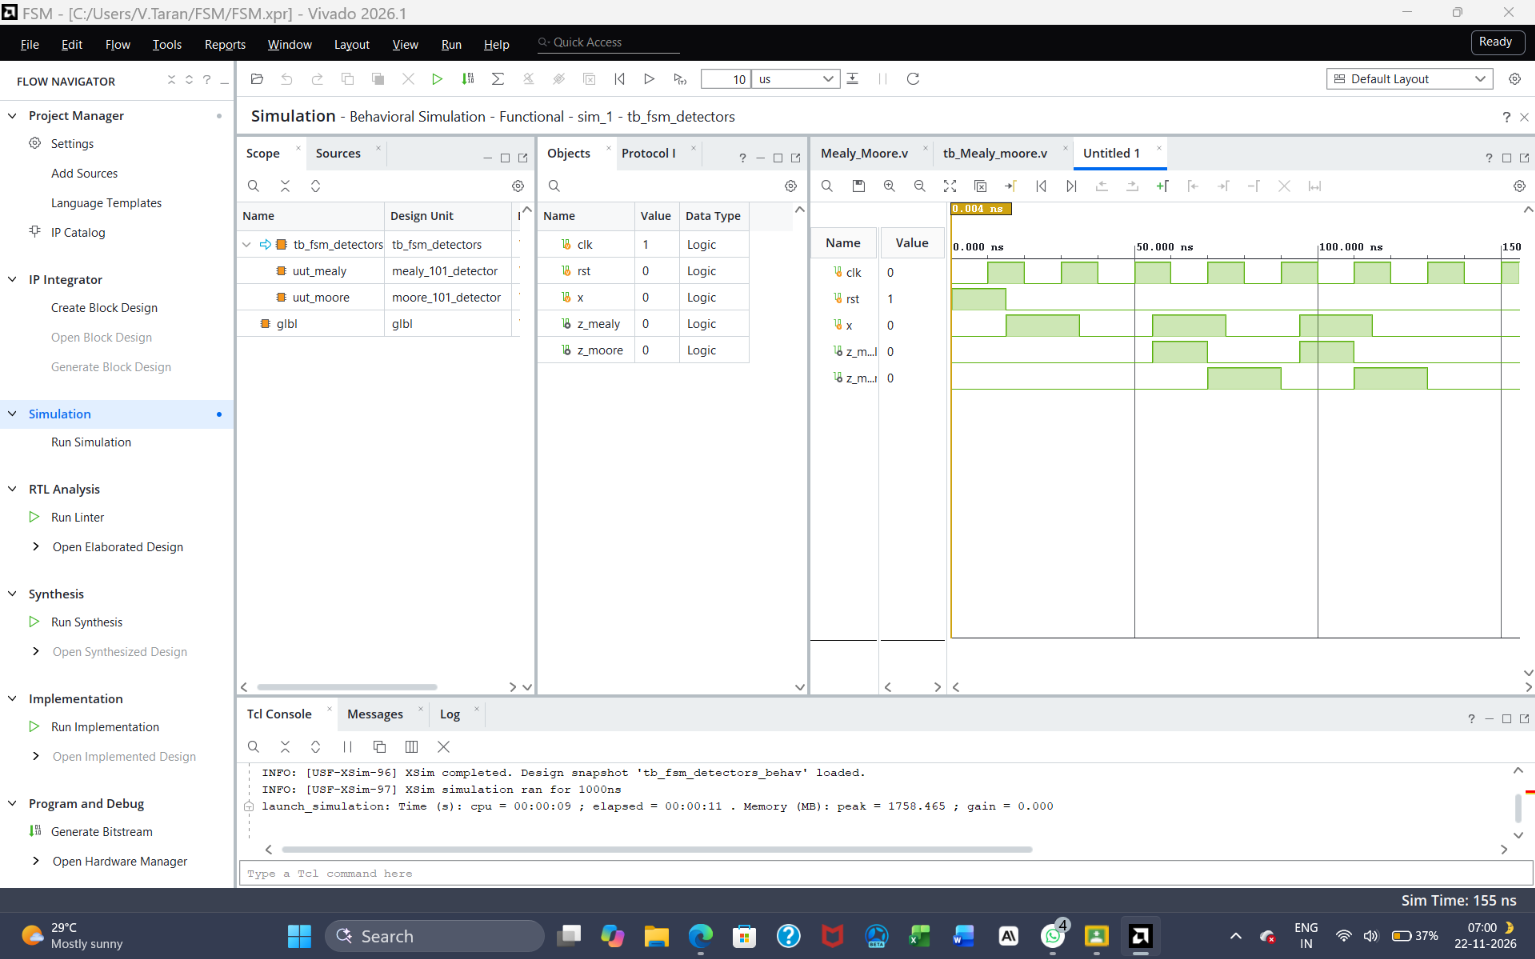 FSM - [C:/Users/V.Taran/FSM/FSM.xpr] - Vivado 2026.1
File Edit Flow Tools Reports Window Layout View Run Help Quick Access Ready
FLOW NAVIGATOR
10 us Default Layout
Simulation - Behavioral Simulation - Functional - sim_1 - tb_fsm_detectors
Project Manager
Settings
Add Sources
Language Templates
IP Catalog
IP Integrator
Create Block Design
Open Block Design
Generate Block Design
Simulation
Run Simulation
RTL Analysis
Run Linter
Open Elaborated Design
Synthesis
Run Synthesis
Open Synthesized Design
Implementation
Run Implementation
Open Implemented Design
Program and Debug
Generate Bitstream
Open Hardware Manager
Scope Sources
Name Design Unit
tb_fsm_detectors tb_fsm_detectors
uut_mealy mealy_101_detector
uut_moore moore_101_detector
glbl glbl
Objects Protocol I
Name Value Data Type
clk 1 Logic
rst 0 Logic
x 0 Logic
z_mealy 0 Logic
z_moore 0 Logic
Mealy_Moore.v tb_Mealy_moore.v Untitled 1
0.004 ns
Name Value
0.000 ns 50.000 ns 100.000 ns 150
clk 0
rst 1
x 0
z_m...l 0
z_m... 0
Tcl Console Messages Log
INFO: [USF-XSim-96] XSim completed. Design snapshot 'tb_fsm_detectors_behav' loaded.
INFO: [USF-XSim-97] XSim simulation ran for 1000ns
launch_simulation: Time (s): cpu = 00:00:09 ; elapsed = 00:00:11 . Memory (MB): peak = 1758.465 ; gain = 0.000
Type a Tcl command here
Sim Time: 155 ns
29°C
Mostly sunny
Search
4
ENG
IN
37%
07:00
22-11-2026